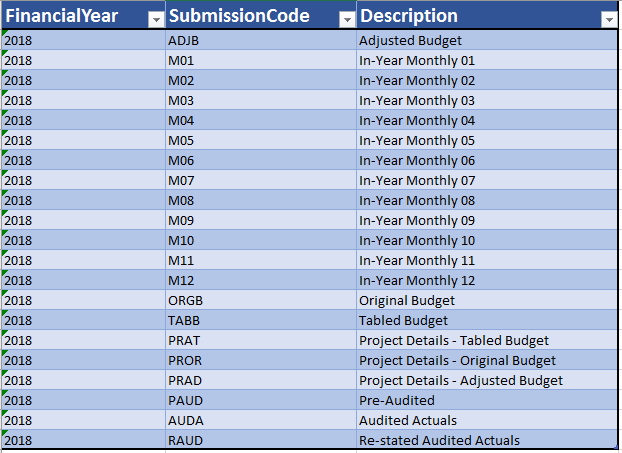 FinancialYear SubmissionCode Description
2018 ADJB Adjusted Budget
2018 M01 In-Year Monthly 01
2018 M02 In-Year Monthly 02
2018 M03 In-Year Monthly 03
2018 M04 In-Year Monthly 04
2018 M05 In-Year Monthly 05
2018 M06 In-Year Monthly 06
2018 M07 In-Year Monthly 07
2018 M08 In-Year Monthly 08
2018 M09 In-Year Monthly 09
2018 M10 In-Year Monthly 10
2018 M11 In-Year Monthly 11
2018 M12 In-Year Monthly 12
2018 ORGB Original Budget
2018 TABB Tabled Budget
2018 PRAT Project Details - Tabled Budget
2018 PROR Project Details - Original Budget
2018 PRAD Project Details - Adjusted Budget
2018 PAUD Pre-Audited
2018 AUDA Audited Actuals
2018 RAUD Re-stated Audited Actuals